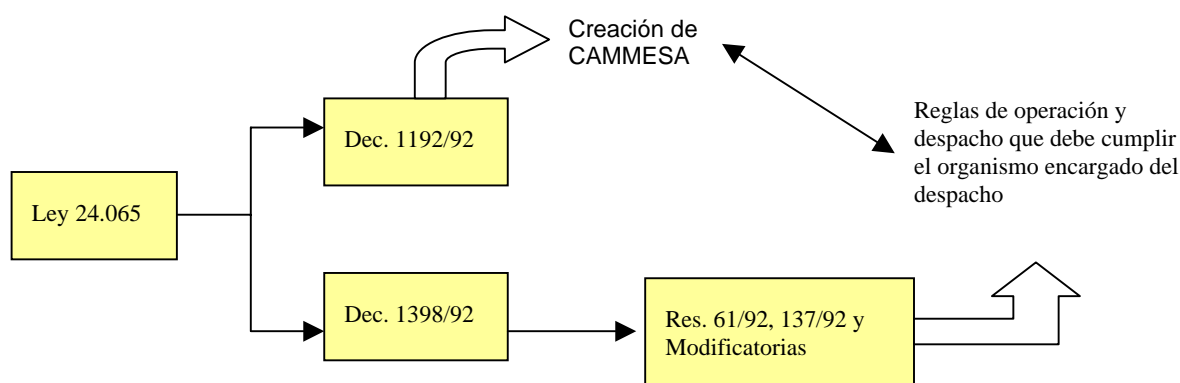 Creación de
CAMMESA
Dec. 1192/92
Reglas de operación y
despacho que debe cumplir
el organismo encargado del
despacho
Ley 24.065
Dec. 1398/92
Res. 61/92, 137/92 y
Modificatorias